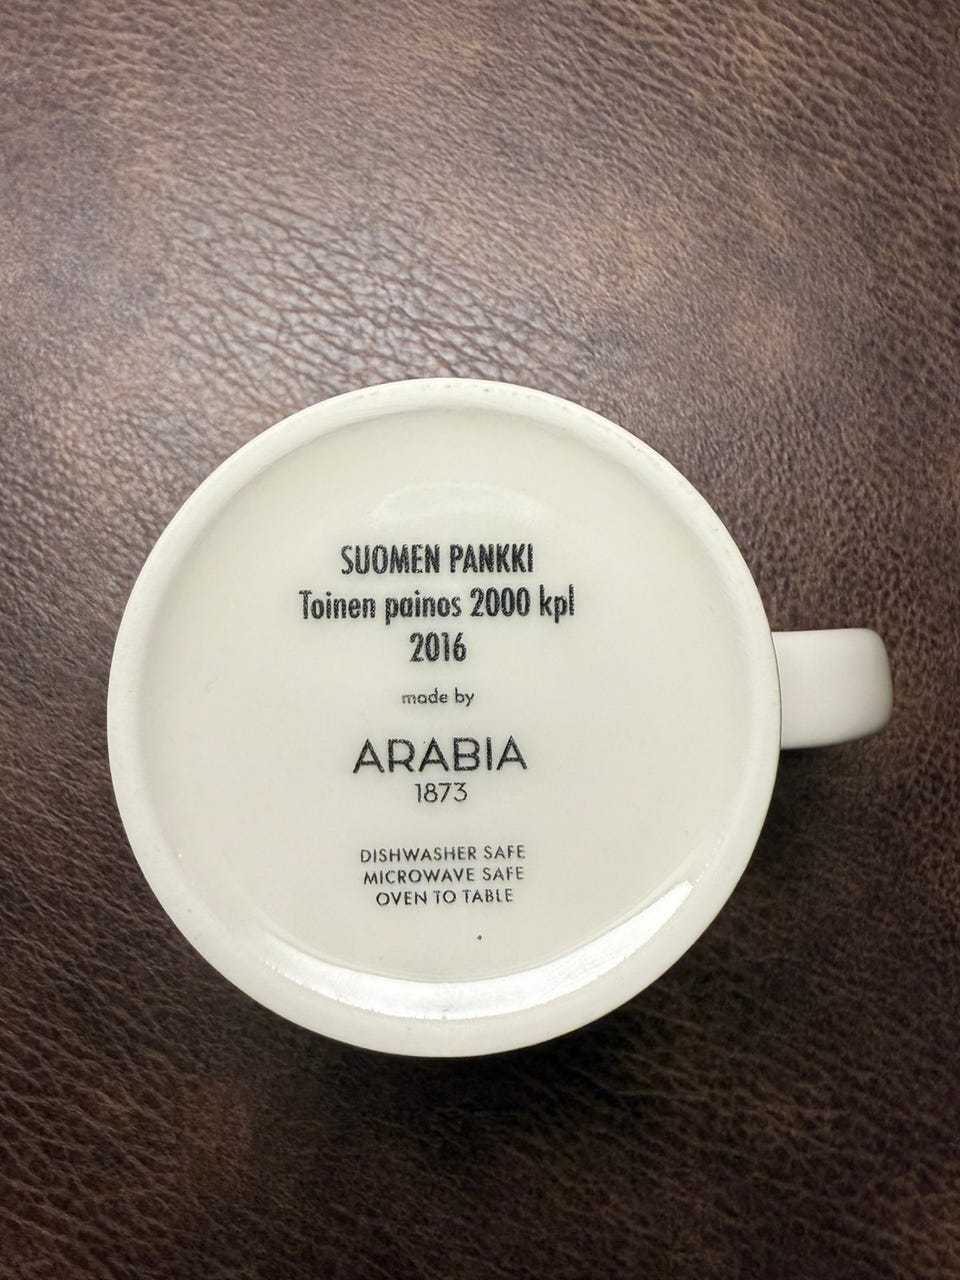 SUOMEN PANKKI
Toinen painos 2000 kpl
2016
made by
ARABIA
1873
DISHWASHER SAFE
MICROWAVE SAFE
OVEN TO TABLE